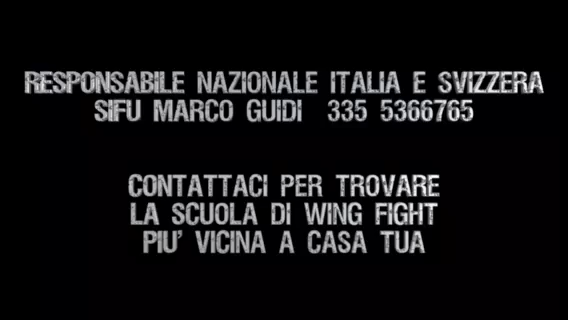 RESPONSABILE NAZIONALE ITALIA E SVIZZERA
SIFU MARCO GUIDI 335 5366765
CONTATTACI PER TROVARE
LA SCUOLA DI WING FIGHT
PIU' VICINA A CASA TUA